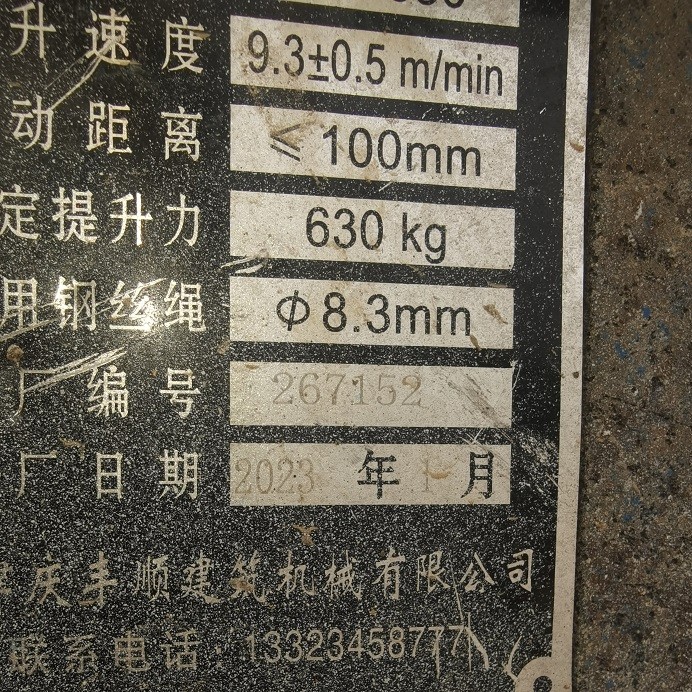 升速度 9.3±0.5 m/min
动距离 ≤ 100mm
定提升力 630 kg
用钢丝绳 Φ8.3mm
厂编号 267152
厂日期 2023 年 1 月
庆丰顺建筑机械有限公司
联系电话：13323458777